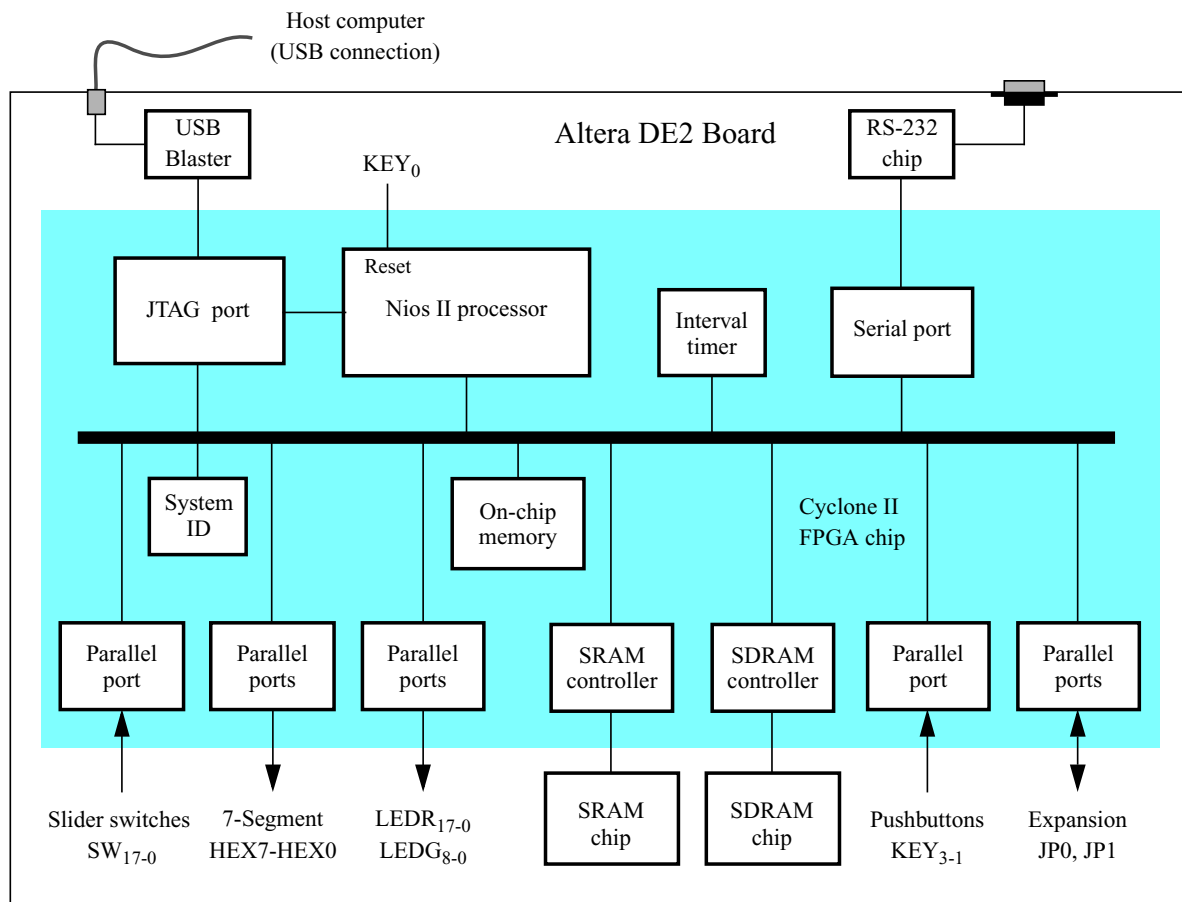 Host computer
(USB connection)
USB
Blaster
Altera DE2 Board
RS-232
chip
KEY0
Reset
JTAG port
Nios II processor
Interval
timer
Serial port
System
ID
On-chip
memory
Cyclone II
FPGA chip
Parallel
port
Parallel
ports
Parallel
ports
SRAM
controller
SDRAM
controller
Parallel
port
Parallel
ports
Slider switches
SW17-0
7-Segment
HEX7-HEX0
LEDR17-0
LEDG8-0
SRAM
chip
SDRAM
chip
Pushbuttons
KEY3-1
Expansion
JP0, JP1